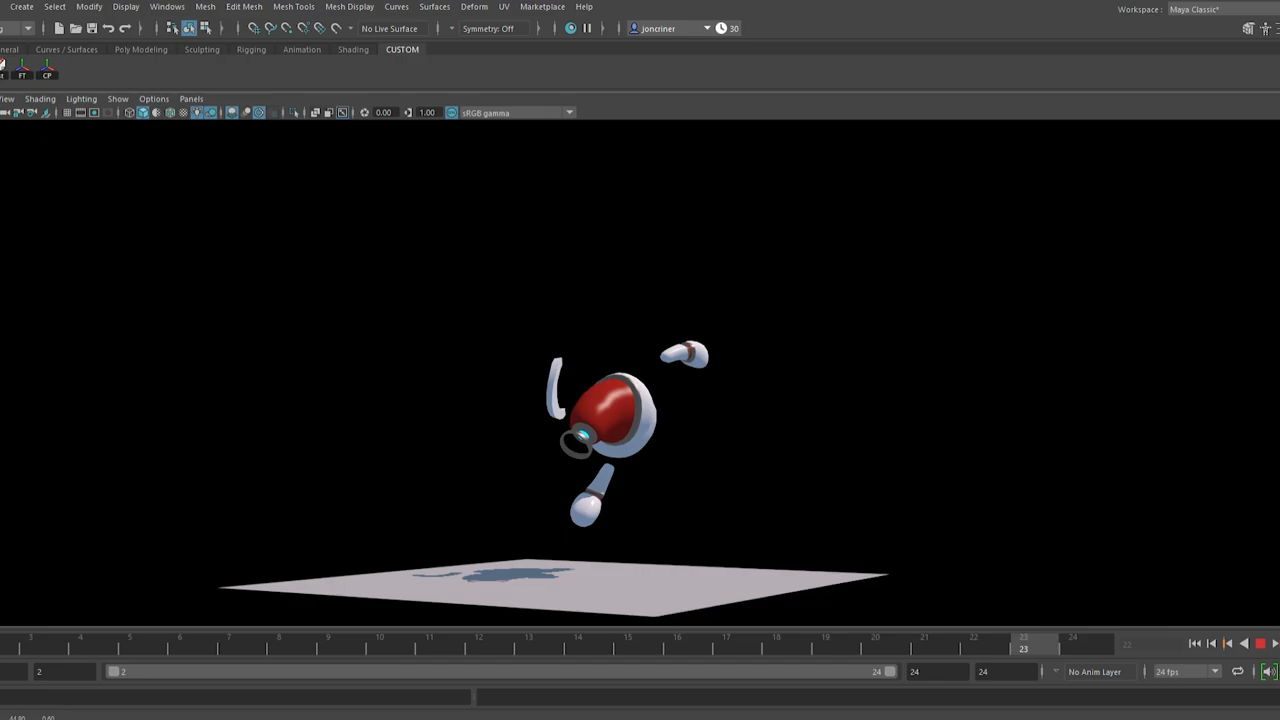 Create Select Modify Display Windows Mesh Edit Mesh Mesh Tools Mesh Display Curves Surfaces Deform UV Marketplace Help
Workspace : Maya Classic*
No Live Surface Symmetry: Off joncriner 30
Curves / Surfaces Poly Modeling Sculpting Rigging Animation Shading CUSTOM
FT CP
Shading Lighting Show Options Panels
0.00 1.00 sRGB gamma
3 4 5 6 7 8 9 10 11 12 13 14 15 16 17 18 19 20 21 22 23 24
23 22
2 2 24 24 24 No Anim Layer 24 fps